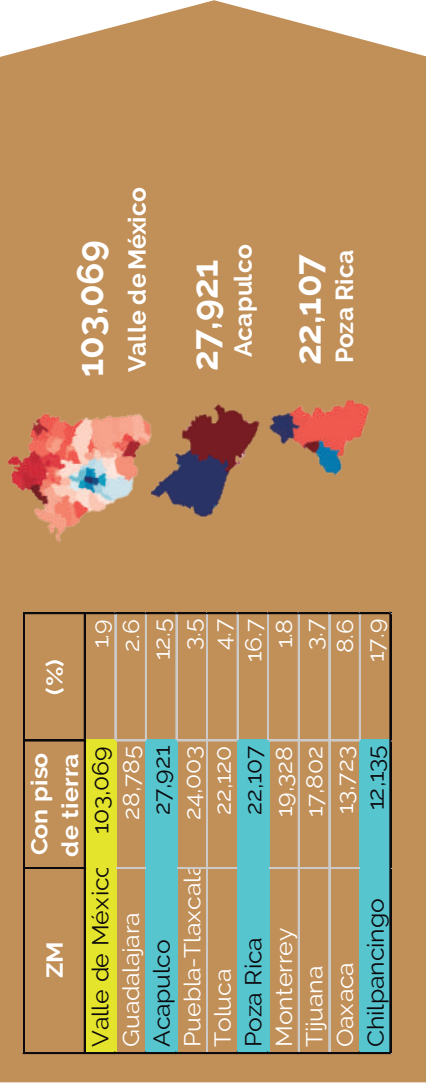 ZM Con piso de tierra (%)
Valle de México 103,069 1.9
Guadalajara 28,785 2.6
Acapulco 27,921 12.5
Puebla-Tlaxcala 24,003 3.5
Toluca 22,120 4.7
Poza Rica 22,107 16.7
Monterrey 19,328 1.8
Tijuana 17,802 3.7
Oaxaca 13,723 8.6
Chilpancingo 12,135 17.9
103,069
Valle de México
27,921
Acapulco
22,107
Poza Rica